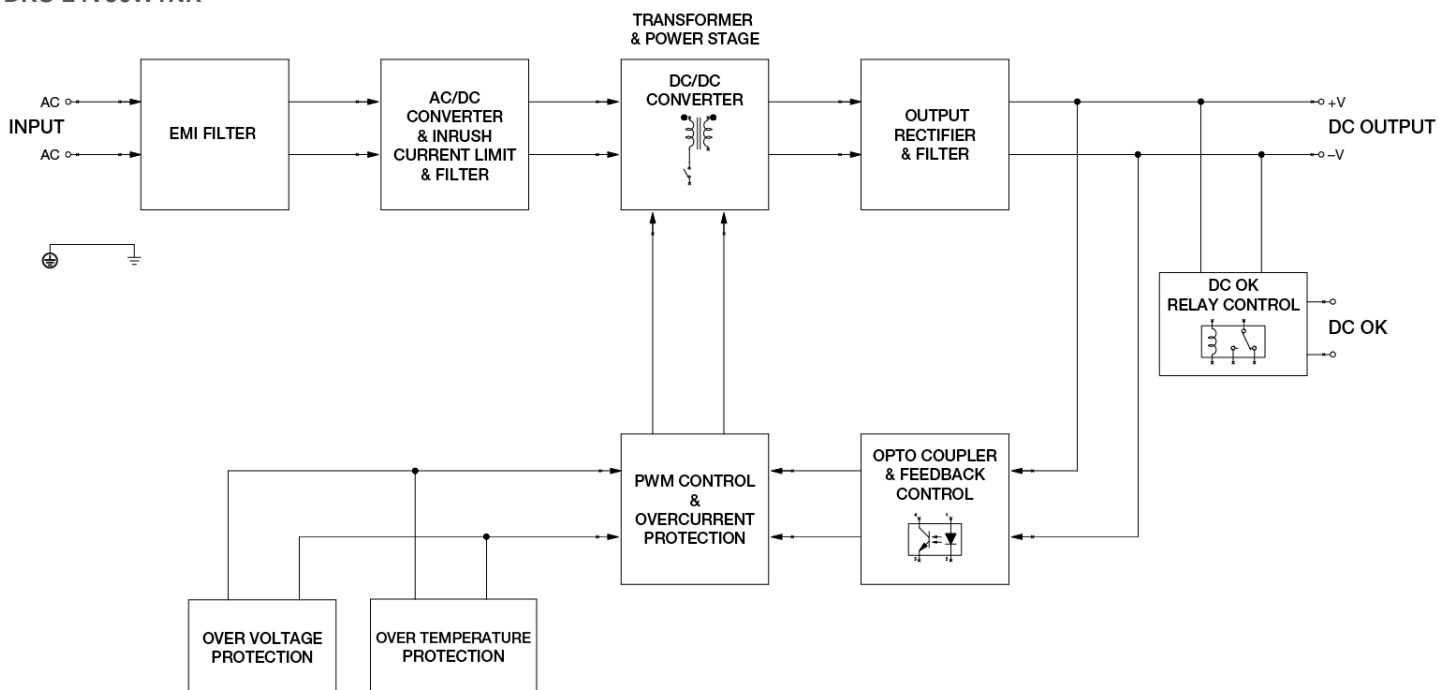 TRANSFORMER
& POWER STAGE
AC
INPUT
AC
EMI FILTER
AC/DC
CONVERTER
& INRUSH
CURRENT LIMIT
& FILTER
DC/DC
CONVERTER
OUTPUT
RECTIFIER
& FILTER
+V
DC OUTPUT
–V
DC OK
RELAY CONTROL
DC OK
PWM CONTROL
&
OVERCURRENT
PROTECTION
OPTO COUPLER
& FEEDBACK
CONTROL
OVER VOLTAGE
PROTECTION
OVER TEMPERATURE
PROTECTION